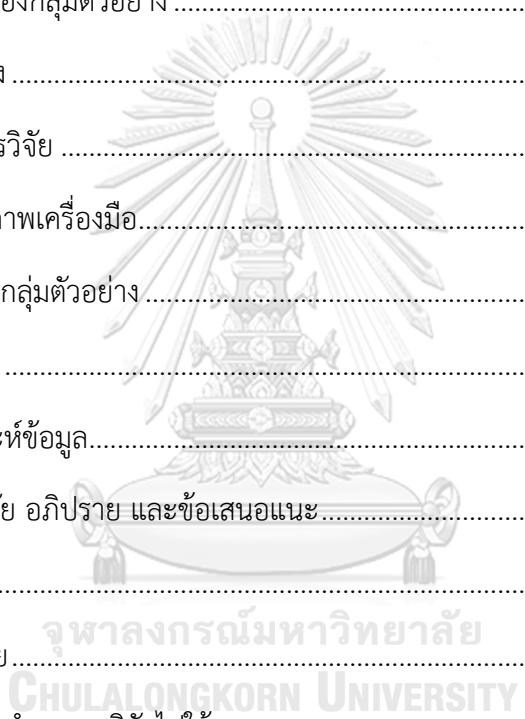 องกลุ่มตัวอย่าง ....................................................
ง ..............................................................................
รวิจัย .....................................................................
าพเครื่องมือ..........................................................
กลุ่มตัวอย่าง .........................................................
...............................................................................
ะห์ข้อมูล.................................................................
ัย อภิปราย และข้อเสนอแนะ...............................
................................................................................
จุฬาลงกรณ์มหาวิทยาลัย
ย ..............................................................................
CHULALONGKORN UNIVERSITY